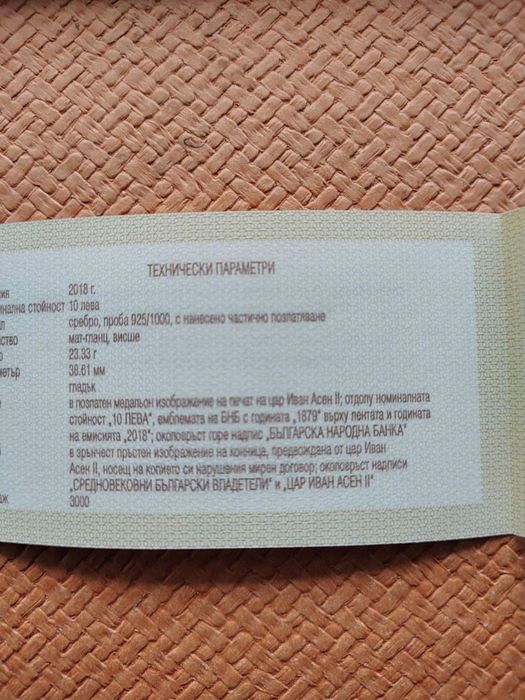 ТЕХНИЧЕСКИ ПАРАМЕТРИ
2018 г.
стойност 10 лева
сребро, проба 925/1000, с нанесено частично позлатяване
мат-гланц, висше
23.33 г
38.61 мм
гладък
в позлатен медальон изображение на печат на цар Иван Асен II; отдолу номиналната
стойност „10 ЛЕВА", емблемата на БНБ с годината „1879" върху лентата и годината
на емисията „2018"; околовръст горе надпис „БЪЛГАРСКА НАРОДНА БАНКА"
в зърнчест пръстен изображение на конница, предвождана от цар Иван
Асен II, носещ на копието си нарушения мирен договор; околовръст надписи
„СРЕДНОВЕКОВНИ БЪЛГАРСКИ ВЛАДЕТЕЛИ" и „ЦАР ИВАН АСЕН II"
3000